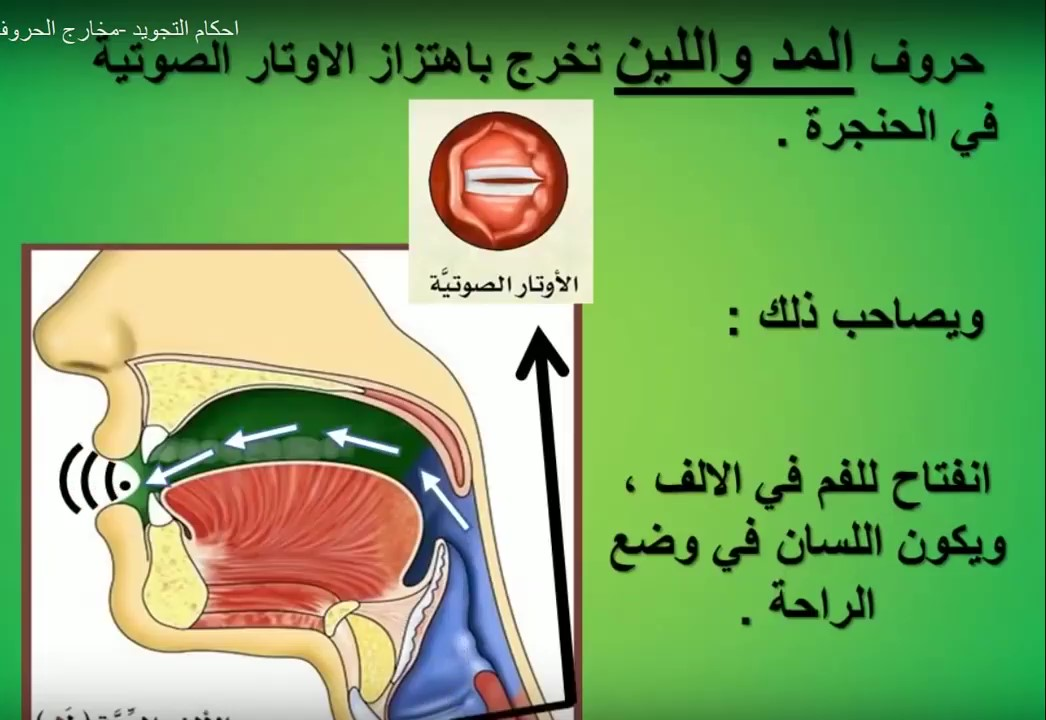 احكام التجويد -مخارج الحروف
حروف المد واللين تخرج باهتزاز الاوتار الصوتية
في الحنجرة .
الأوتار الصوتيَّة
ويصاحب ذلك :
انفتاح للفم في الالف ،
ويكون اللسان في وضع
الراحة .